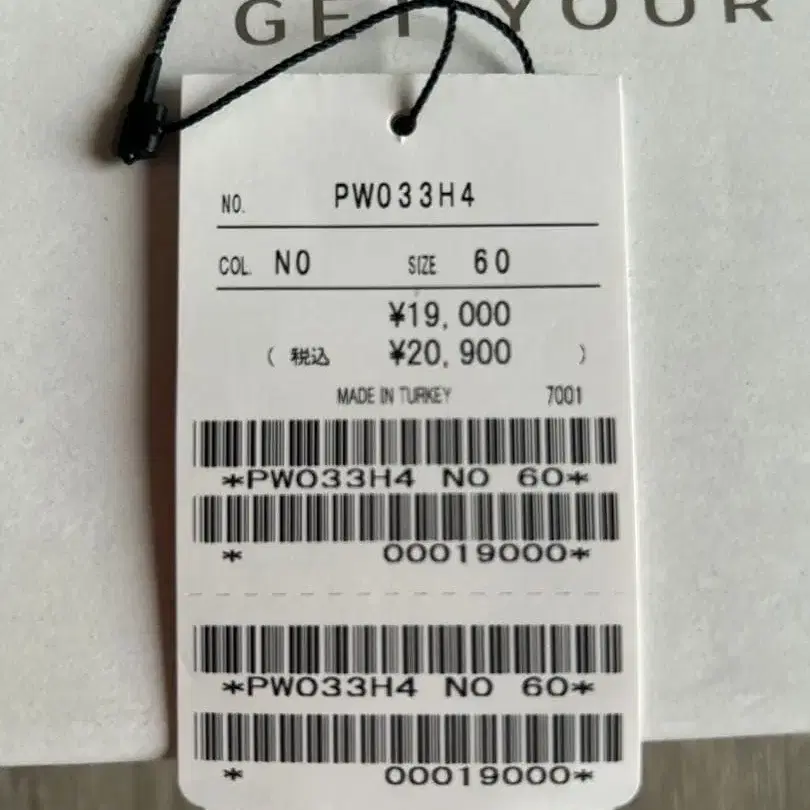 GET YOUR
NO. PW033H4
COL. NO SIZE 60
¥19,000
( 税込 ¥20,900 )
MADE IN TURKEY 7001
*PW033H4 NO 60*
* 00019000*
*PW033H4 NO 60*
* 00019000*